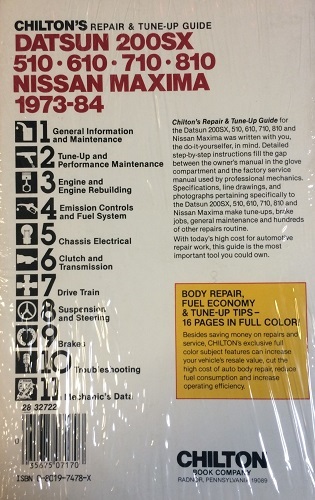 CHILTON'S REPAIR & TUNE-UP GUIDE
DATSUN 200SX
510·610·710·810
NISSAN MAXIMA
1973-84
1 General Information
and Maintenance
2 Tune-Up and
Performance Maintenance
3 Engine and
Engine Rebuilding
4 Emission Controls
and Fuel System
5 Chassis Electrical
6 Clutch and
Transmission
7 Drive Train
8 Suspension
and Steering
9 Brakes
10 Troubleshooting
11 Mechanic's Data
28 32722
0 35675 07170
ISBN 0-8019-7478-X
Chilton's Repair & Tune-Up Guide for
the Datsun 200SX, 510, 610, 710, 810 and
Nissan Maxima was written with you,
the do-it-yourselfer, in mind. Detailed
step-by-step instructions fill the gap
between the owner's manual in the glove
compartment and the factory service
manual used by professional mechanics.
Specifications, line drawings, and
photographs pertaining specifically to
the Datsun 200SX, 510, 610, 710, 810 and
Nissan Maxima make tune-ups, brake
jobs, general maintenance and hundreds
of other repairs routine.
With today's high cost for automotive
repair work, this guide is the most
important tool you could own.
BODY REPAIR,
FUEL ECONOMY
& TUNE-UP TIPS—
16 PAGES IN FULL COLOR!
Besides saving money on repairs and
service, CHILTON'S exclusive full
color subject features can increase
your vehicle's resale value, cut the
high cost of auto body repair, reduce
fuel consumption and increase
operating efficiency.
CHILTON
BOOK COMPANY
RADNOR, PENNSYLVANIA 19089